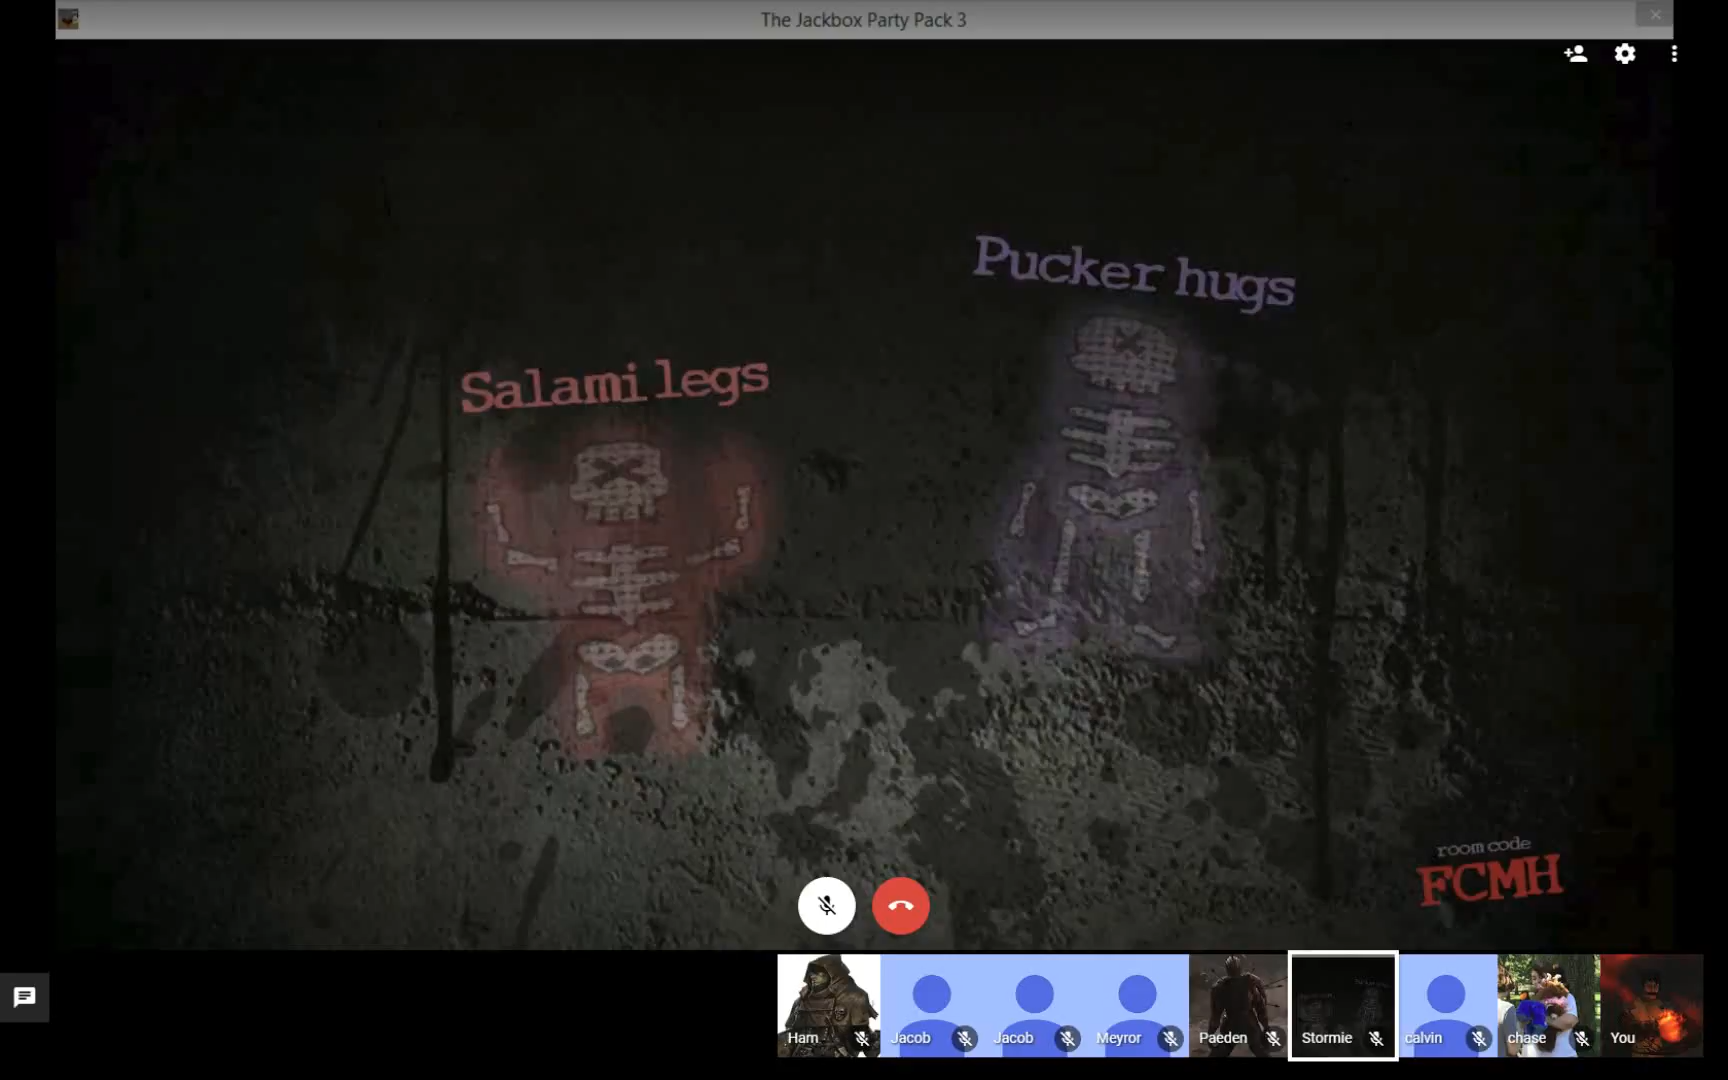 The Jackbox Party Pack 3
Pucker hugs
Salami legs
room code
FCMH
Ham
Jacob
Jacob
Meyror
Paeden
Stormie
calvin
chase
You